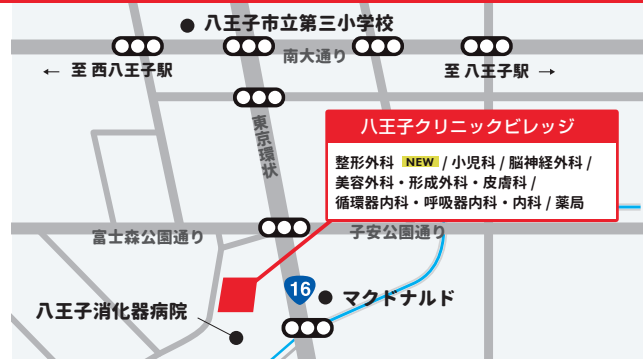 八王子市立第三小学校
南大通り
← 至 西八王子駅
至 八王子駅 →
東京環状
八王子クリニックビレッジ
整形外科 NEW / 小児科 / 脳神経外科 /
美容外科・形成外科・皮膚科 /
循環器内科・呼吸器内科・内科 / 薬局
富士森公園通り
子安公園通り
16
マクドナルド
八王子消化器病院